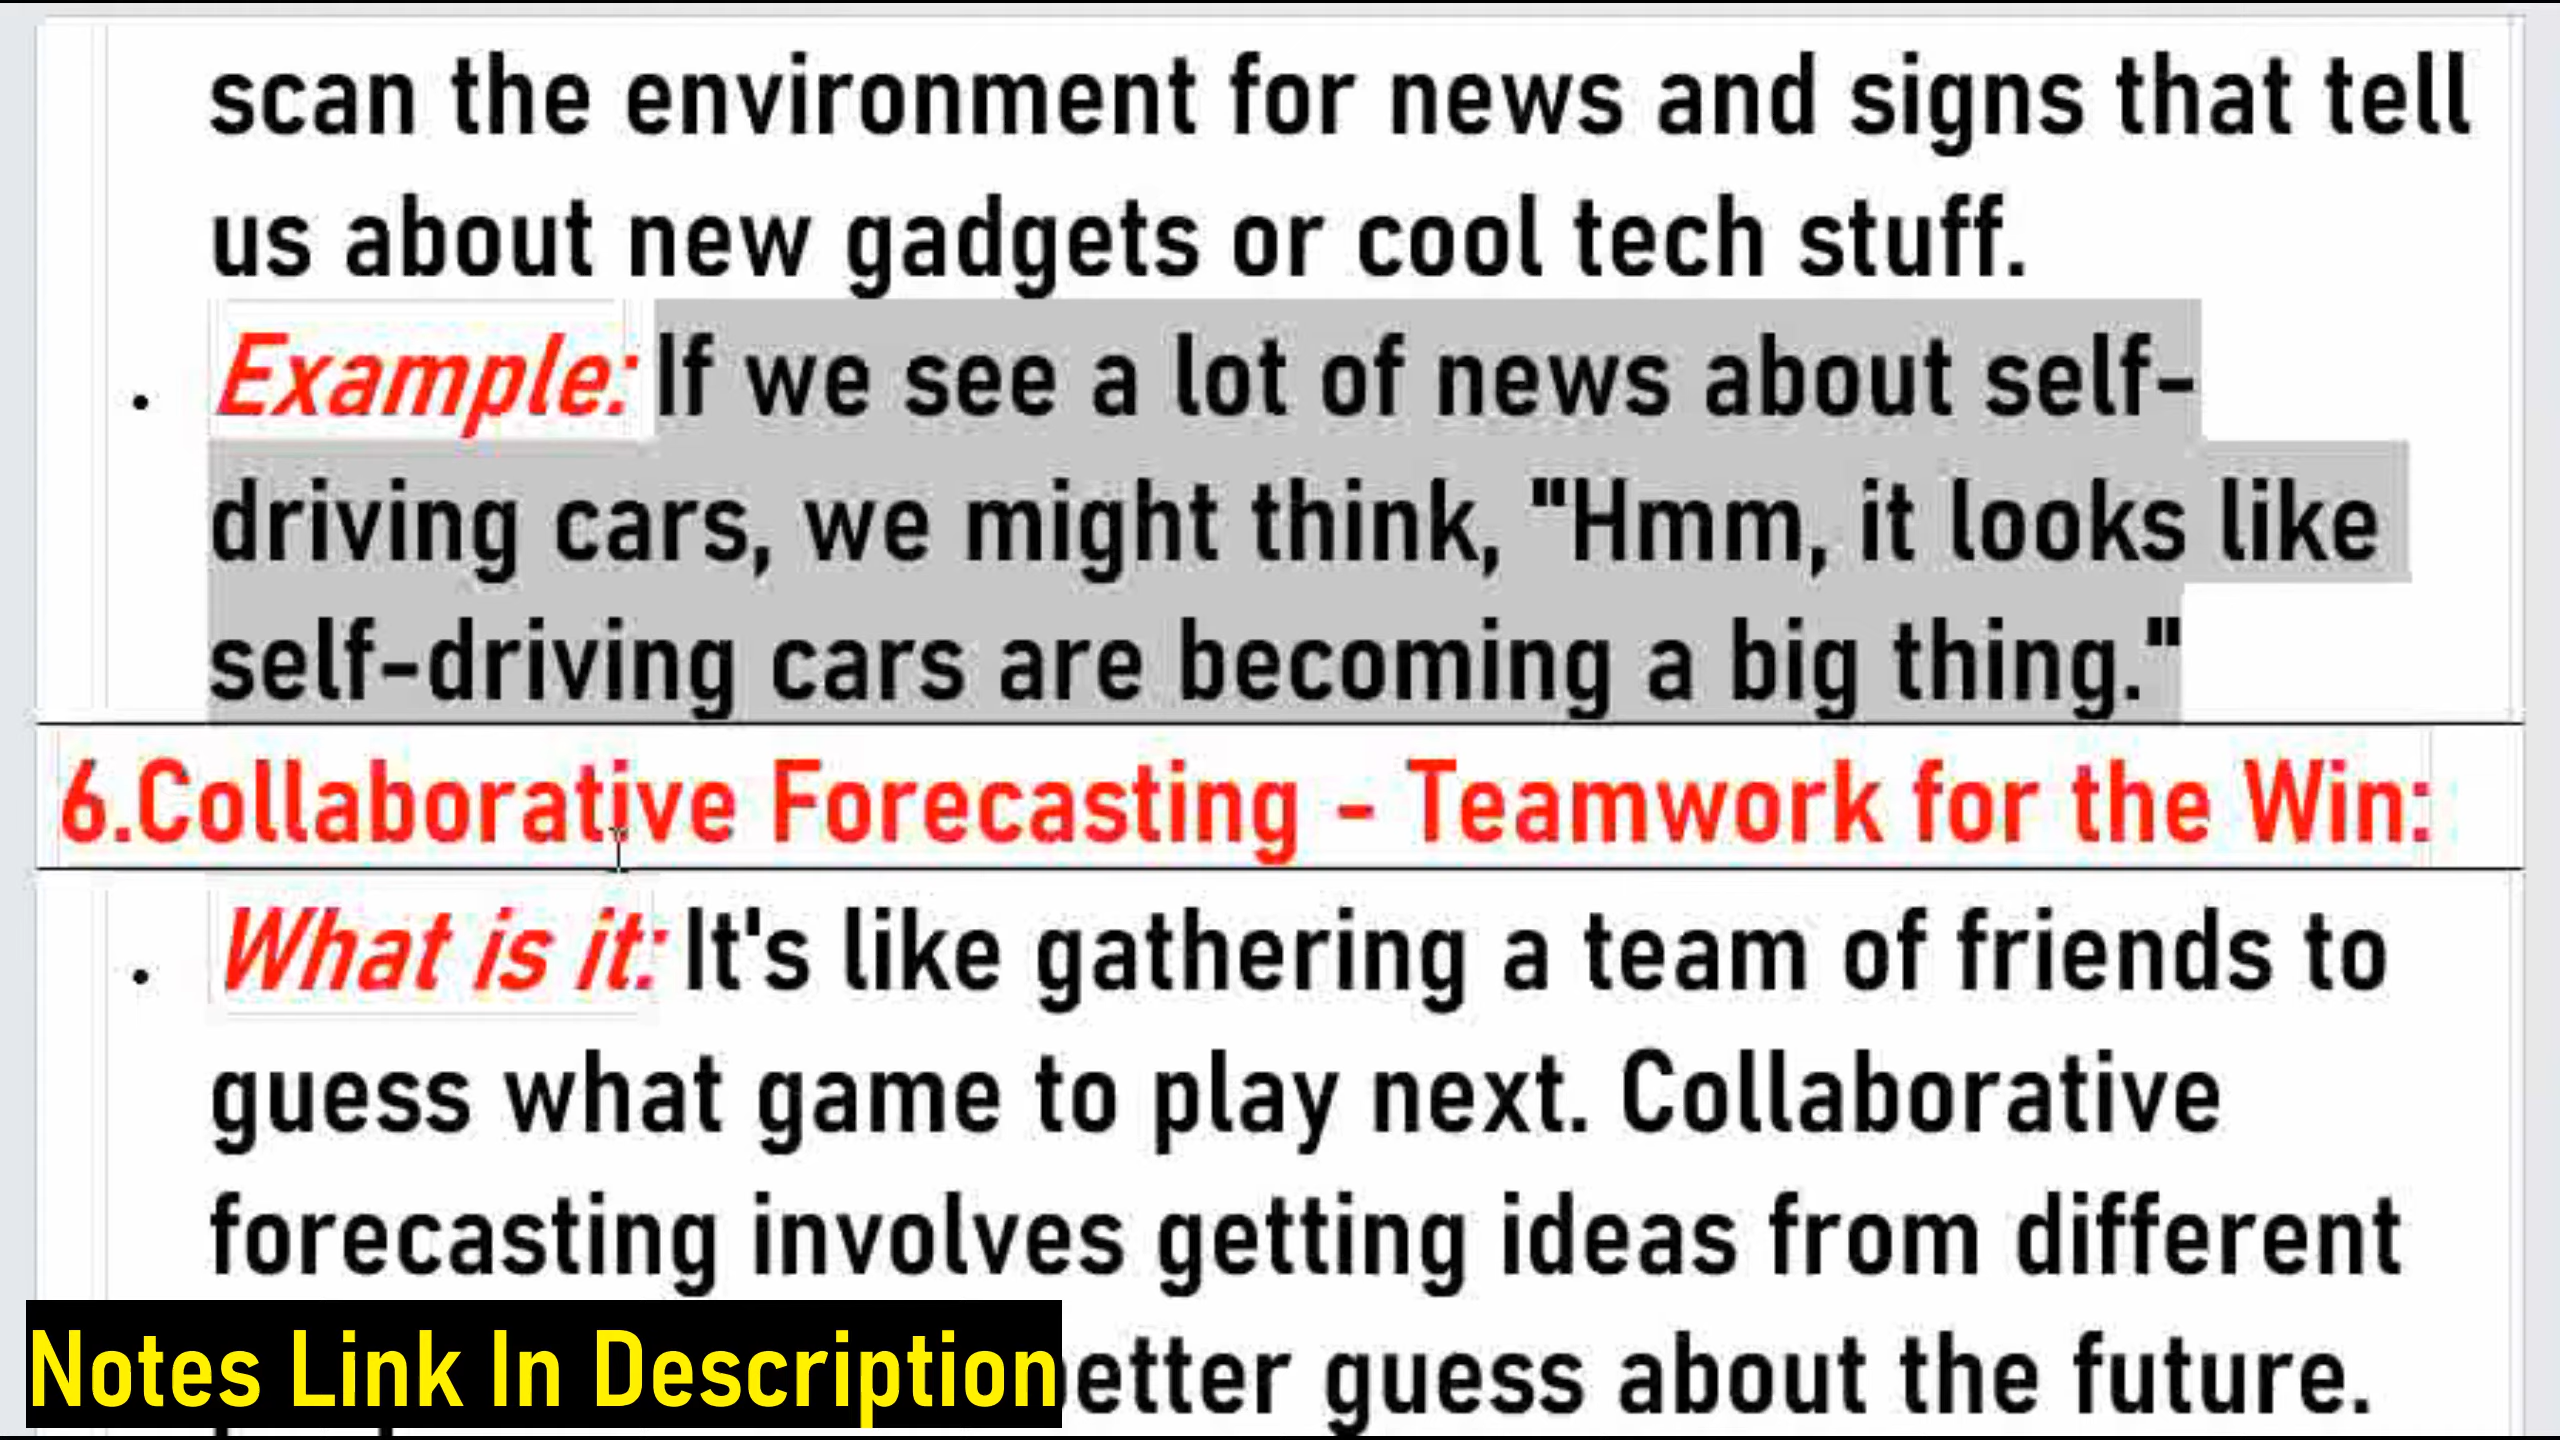 scan the environment for news and signs that tell
us about new gadgets or cool tech stuff.
• Example: If we see a lot of news about self-
driving cars, we might think, "Hmm, it looks like
self-driving cars are becoming a big thing."
6.Collaborative Forecasting - Teamwork for the Win:
• What is it: It's like gathering a team of friends to
guess what game to play next. Collaborative
forecasting involves getting ideas from different
etter guess about the future.
Notes Link In Description